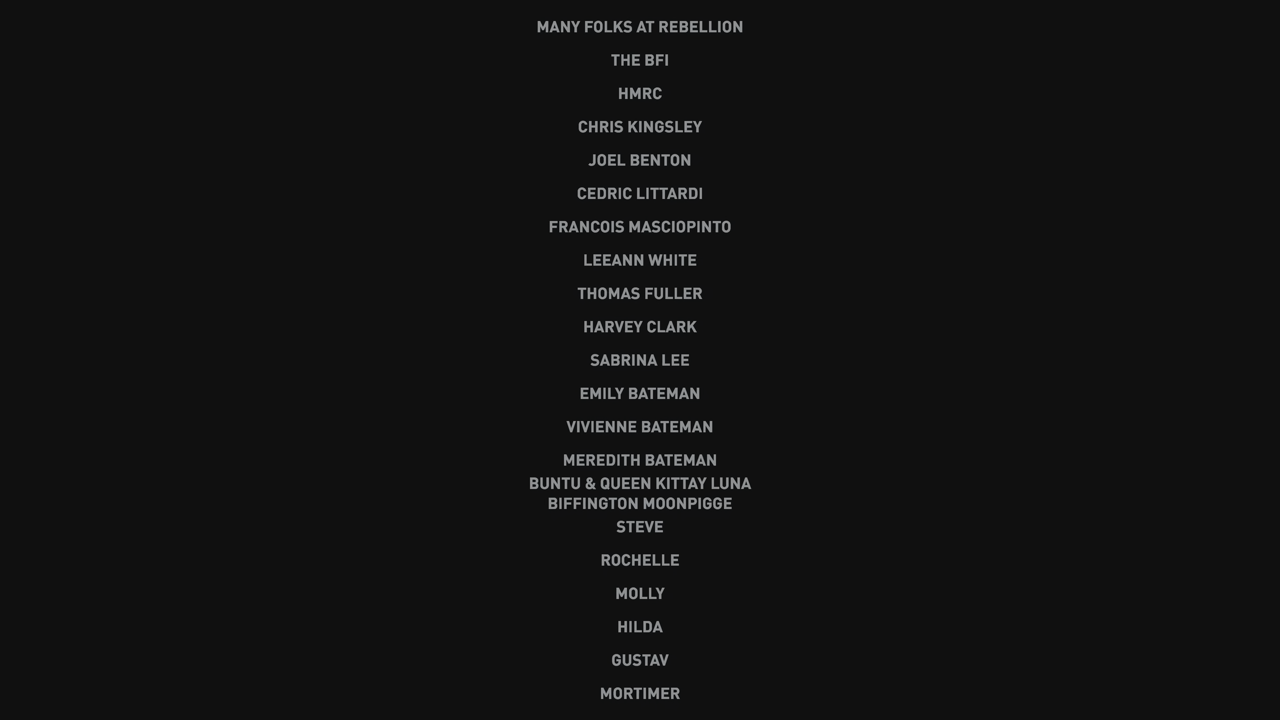 MANY FOLKS AT REBELLION
THE BFI
HMRC
CHRIS KINGSLEY
JOEL BENTON
CEDRIC LITTARDI
FRANCOIS MASCIOPINTO
LEEANN WHITE
THOMAS FULLER
HARVEY CLARK
SABRINA LEE
EMILY BATEMAN
VIVIENNE BATEMAN
MEREDITH BATEMAN
BUNTU & QUEEN KITTAY LUNA
BIFFINGTON MOONPIGGE
STEVE
ROCHELLE
MOLLY
HILDA
GUSTAV
MORTIMER